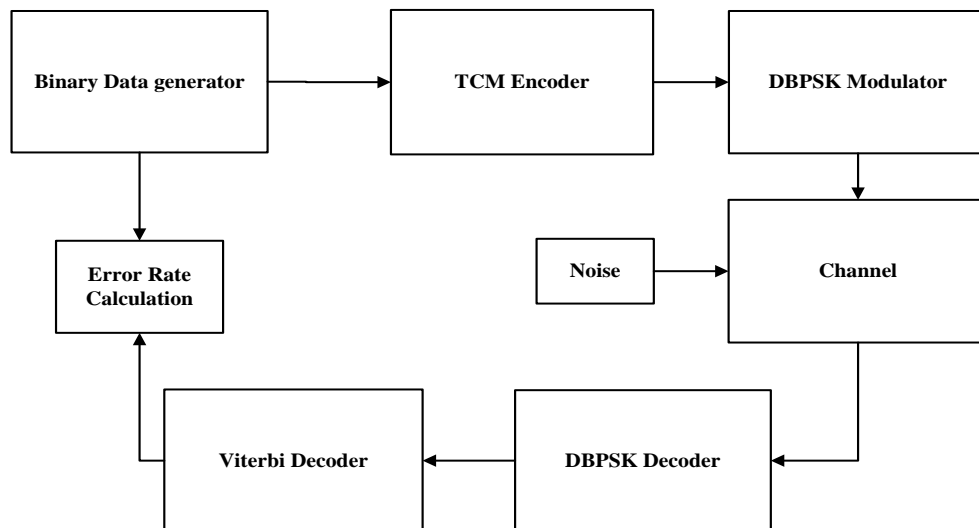 Binary Data generator
TCM Encoder
DBPSK Modulator
Error Rate
Calculation
Noise
Channel
Viterbi Decoder
DBPSK Decoder